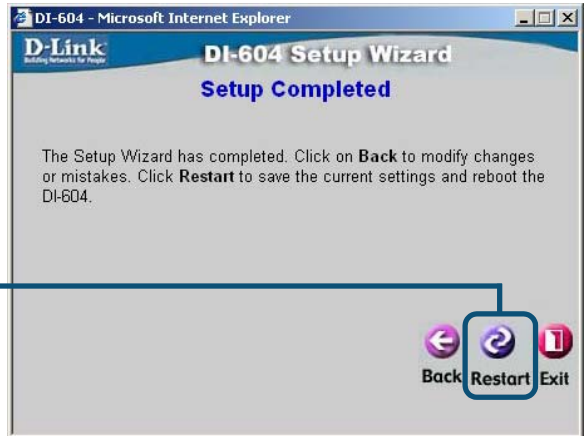 DI-604 - Microsoft Internet Explorer
D-Link
Building Networks for People
DI-604 Setup Wizard
Setup Completed
The Setup Wizard has completed. Click on Back to modify changes
or mistakes. Click Restart to save the current settings and reboot the
DI-604.
Back Restart Exit